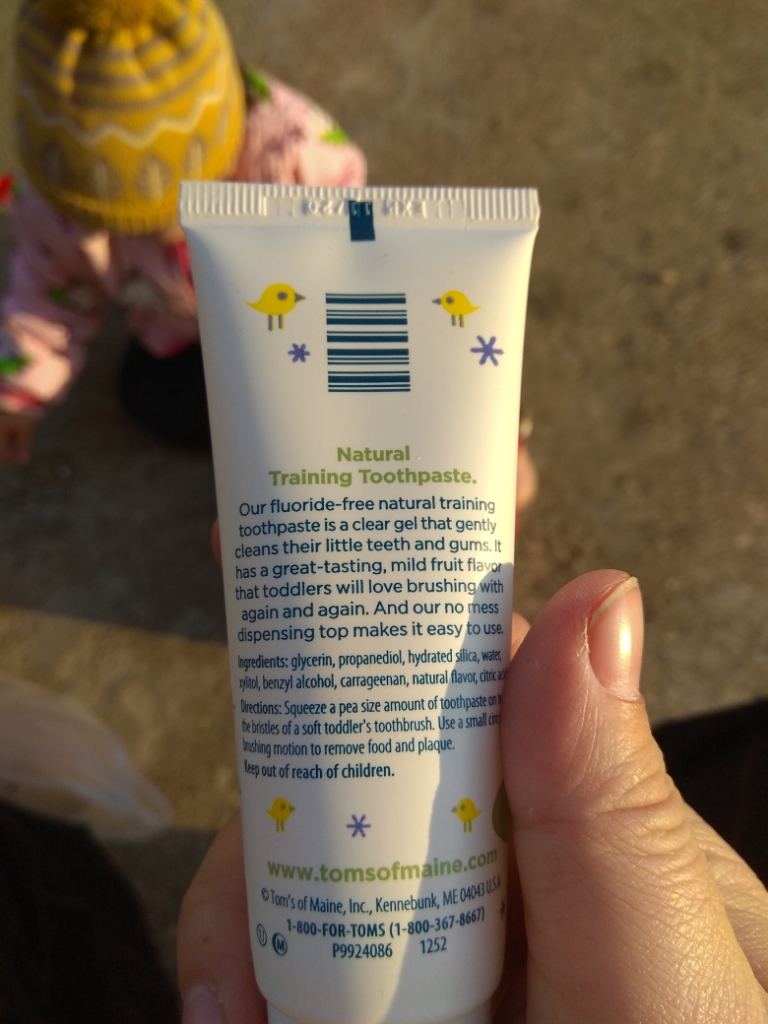 Natural
Training Toothpaste.
Our fluoride-free natural training
toothpaste is a clear gel that gently
cleans their little teeth and gums. It
has a great-tasting, mild fruit flavor
that toddlers will love brushing with
again and again. And our no mess
dispensing top makes it easy to use.
Ingredients: glycerin, propanediol, hydrated silica, water,
xylitol, benzyl alcohol, carrageenan, natural flavor, citric acid
Directions: Squeeze a pea size amount of toothpaste on
the bristles of a soft toddler's toothbrush. Use a small
brushing motion to remove food and plaque.
Keep out of reach of children.
www.tomsofmaine.com
© Tom's of Maine, Inc., Kennebunk, ME 04043 U.S.A.
1-800-FOR-TOMS (1-800-367-8667)
P9924086 1252